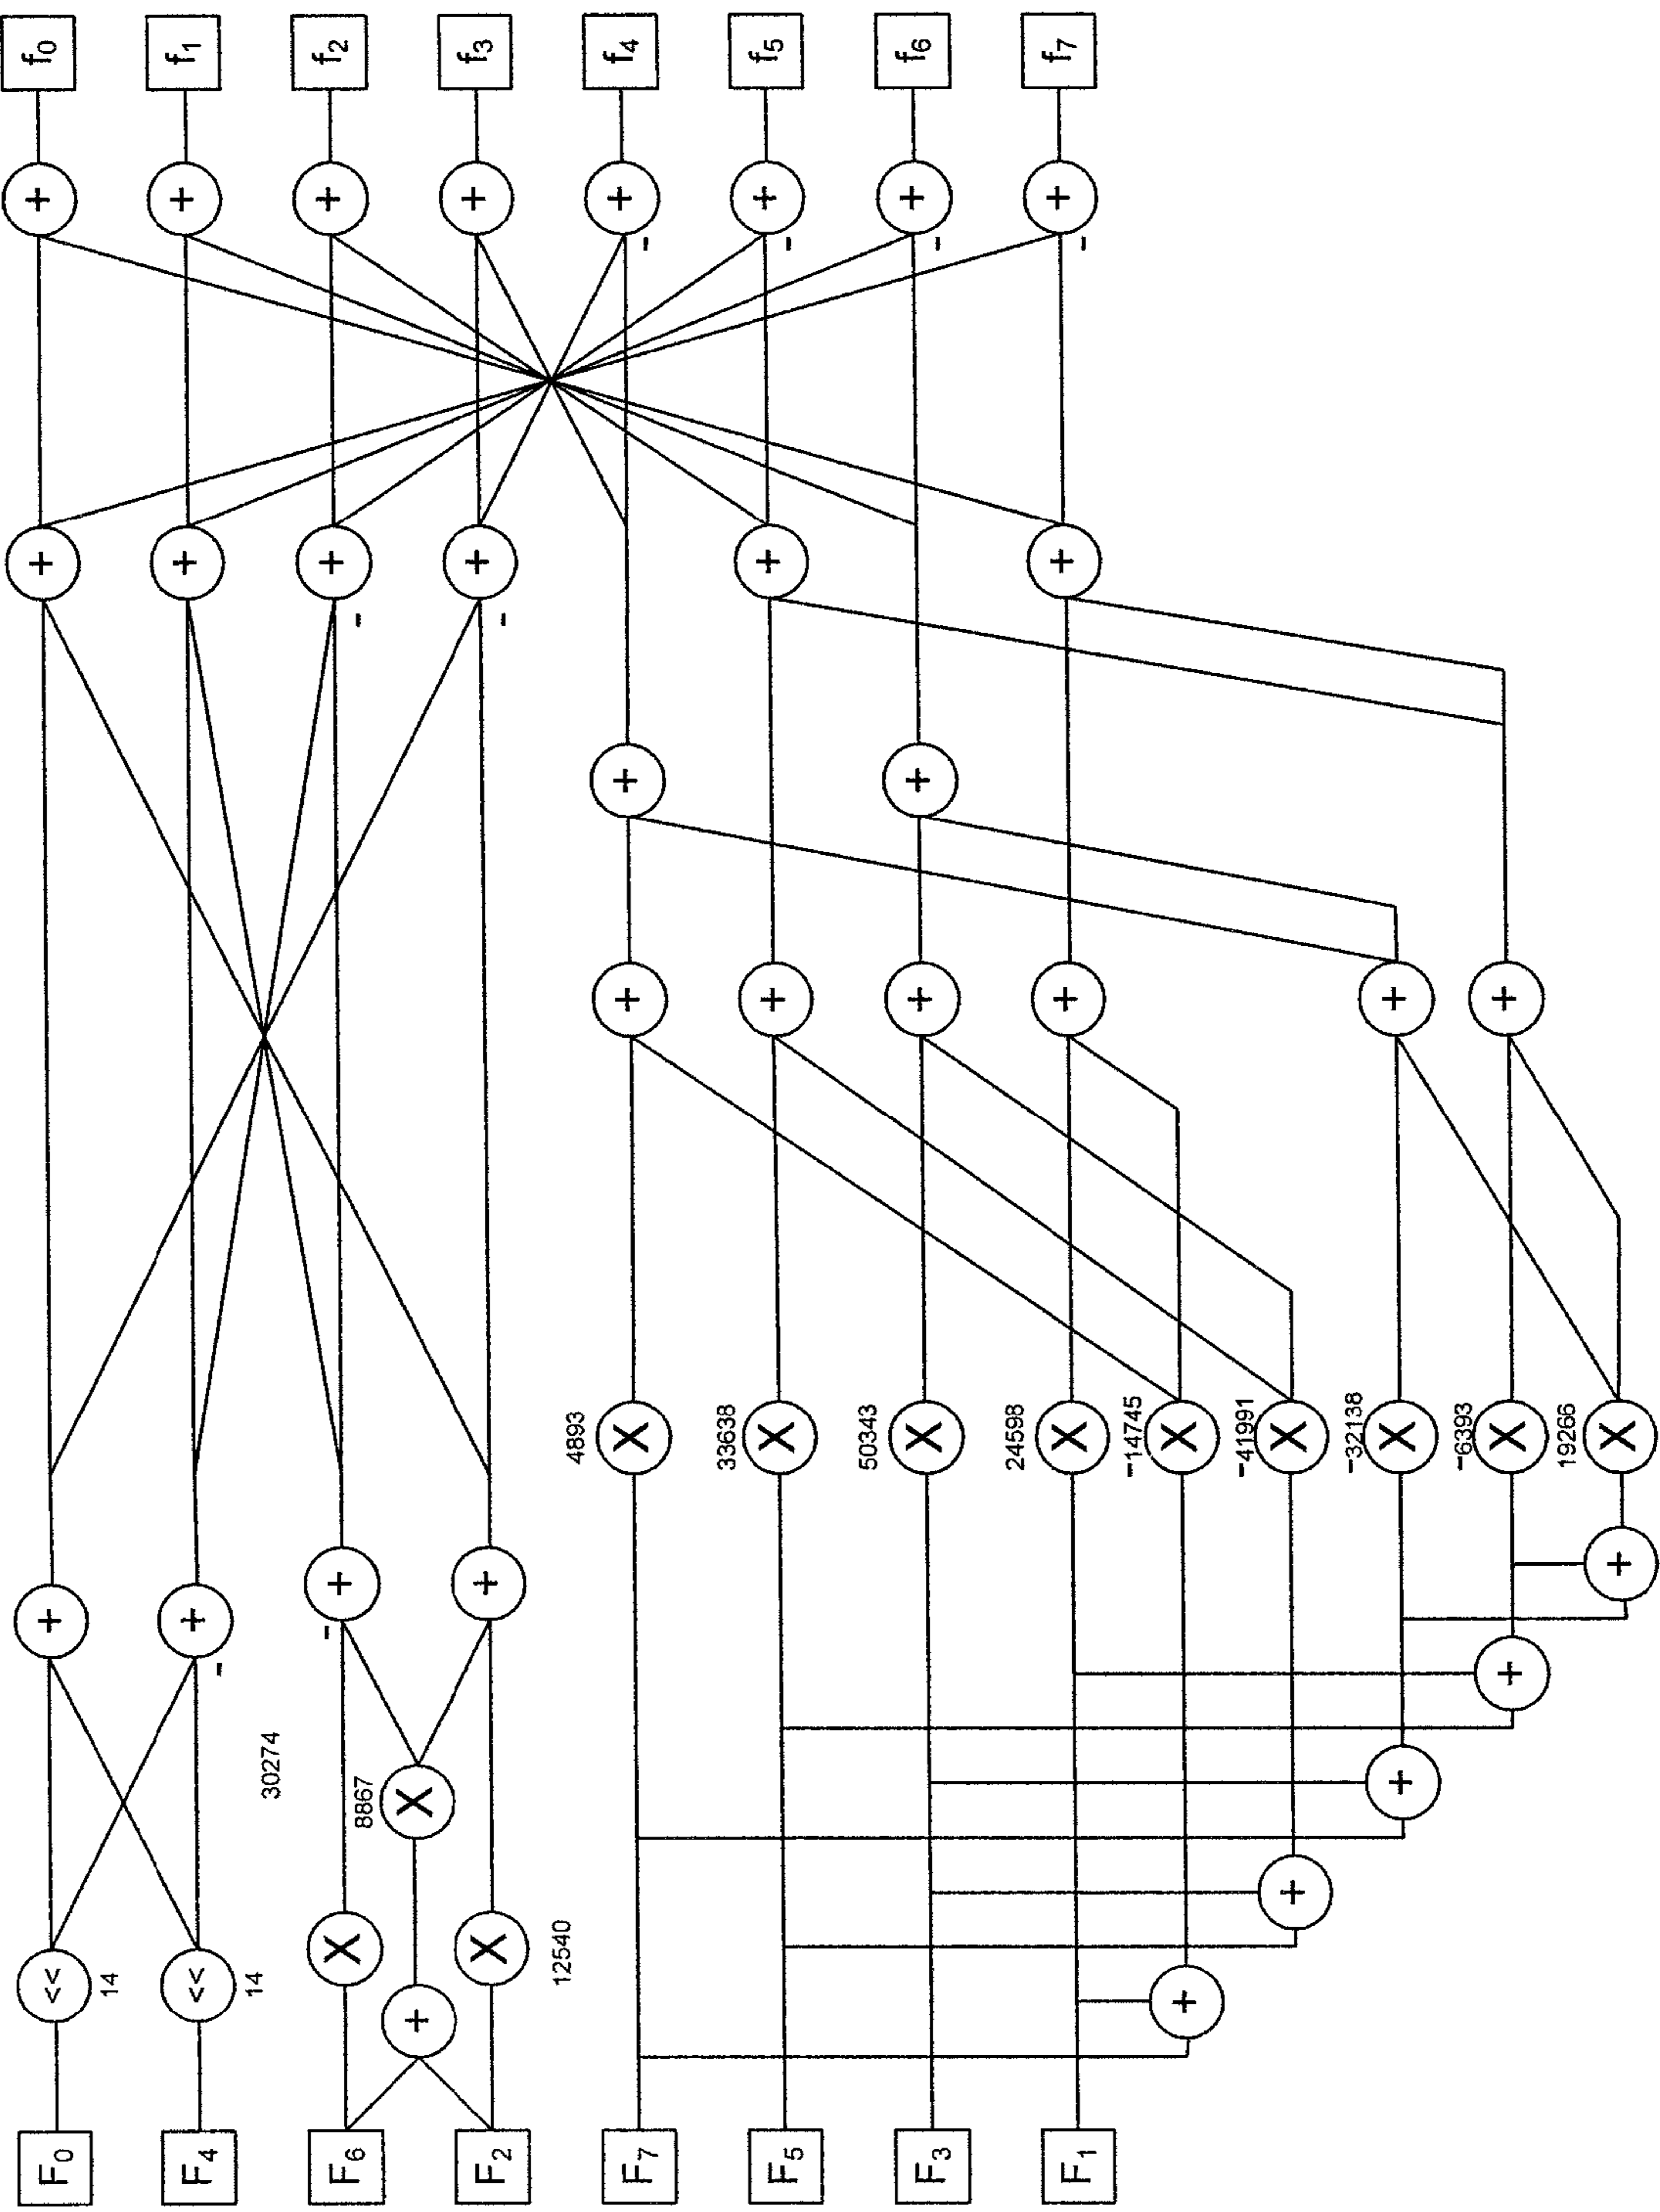 f₀ f₁ f₂ f₃ f₄ f₅ f₆ f₇
+ + + + + + + +
- - - -
+ + + + + +
- -
+ +
+ + + + + +
4893 33638 50343 24598 -14745 -41991 -32138 -6393 19266
X X X X X X X X X
+ + + + +
- -
+
30274
8867 X +
+
X X 12540
<< 14 << 14
+ +
F₀ F₄ F₆ F₂ F₇ F₅ F₃ F₁